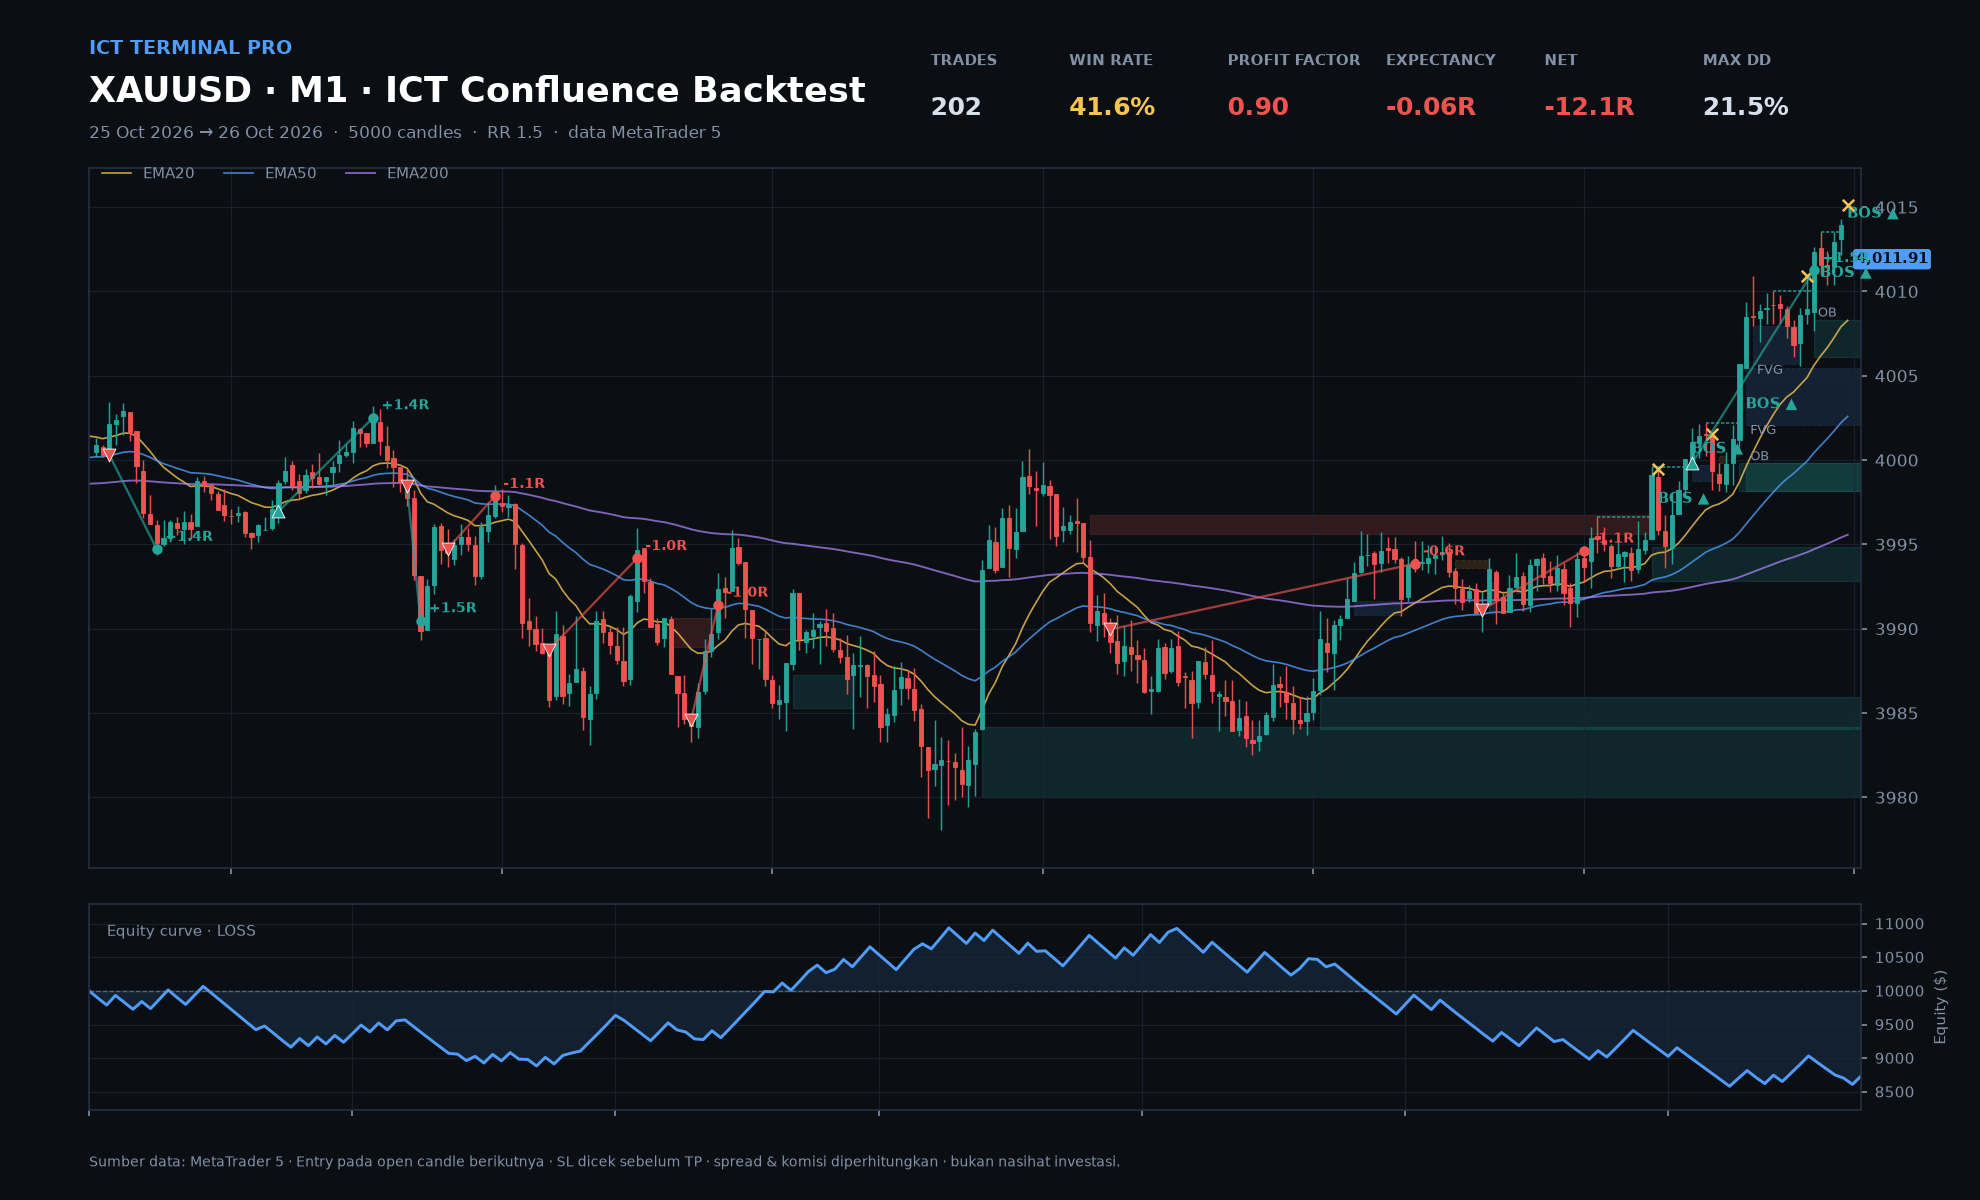 ICT TERMINAL PRO
XAUUSD · M1 · ICT Confluence Backtest
25 Oct 2026 → 26 Oct 2026 · 5000 candles · RR 1.5 · data MetaTrader 5
TRADES WIN RATE PROFIT FACTOR EXPECTANCY NET MAX DD
202 41.6% 0.90 -0.06R -12.1R 21.5%
EMA20 EMA50 EMA200
4015
BOS ▲
4,011.91
BOS ▲
4010
OB
4005
FVG
BOS ▲
+1.4R
FVG
BOS ▲
OB
4000
-1.1R
BOS ▲
+1.4R
-1.1R
-1.0R
-0.6R
3995
-1.0R
+1.5R
3990
3985
3980
Equity curve · LOSS
11000
10500
10000
9500
9000
8500
Equity ($)
Sumber data: MetaTrader 5 · Entry pada open candle berikutnya · SL dicek sebelum TP · spread & komisi diperhitungkan · bukan nasihat investasi.